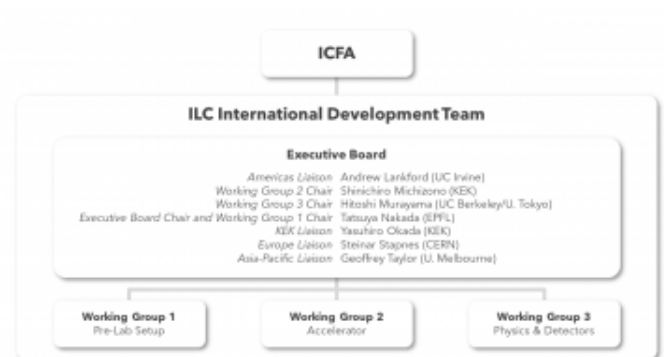 ICFA
ILC International Development Team
Executive Board
Americas Liaison Andrew Lankford (UC Irvine)
Working Group 2 Chair Shinichiro Michizono (KEK)
Working Group 3 Chair Hitoshi Murayama (UC Berkeley/U. Tokyo)
Executive Board Chair and Working Group 1 Chair Tatsuya Nakada (EPFL)
KEK Liaison Yasuhiro Okada (KEK)
Europe Liaison Steinar Stapnes (CERN)
Asia-Pacific Liaison Geoffrey Taylor (U. Melbourne)
Working Group 1
Pre-Lab Setup
Working Group 2
Accelerator
Working Group 3
Physics & Detectors